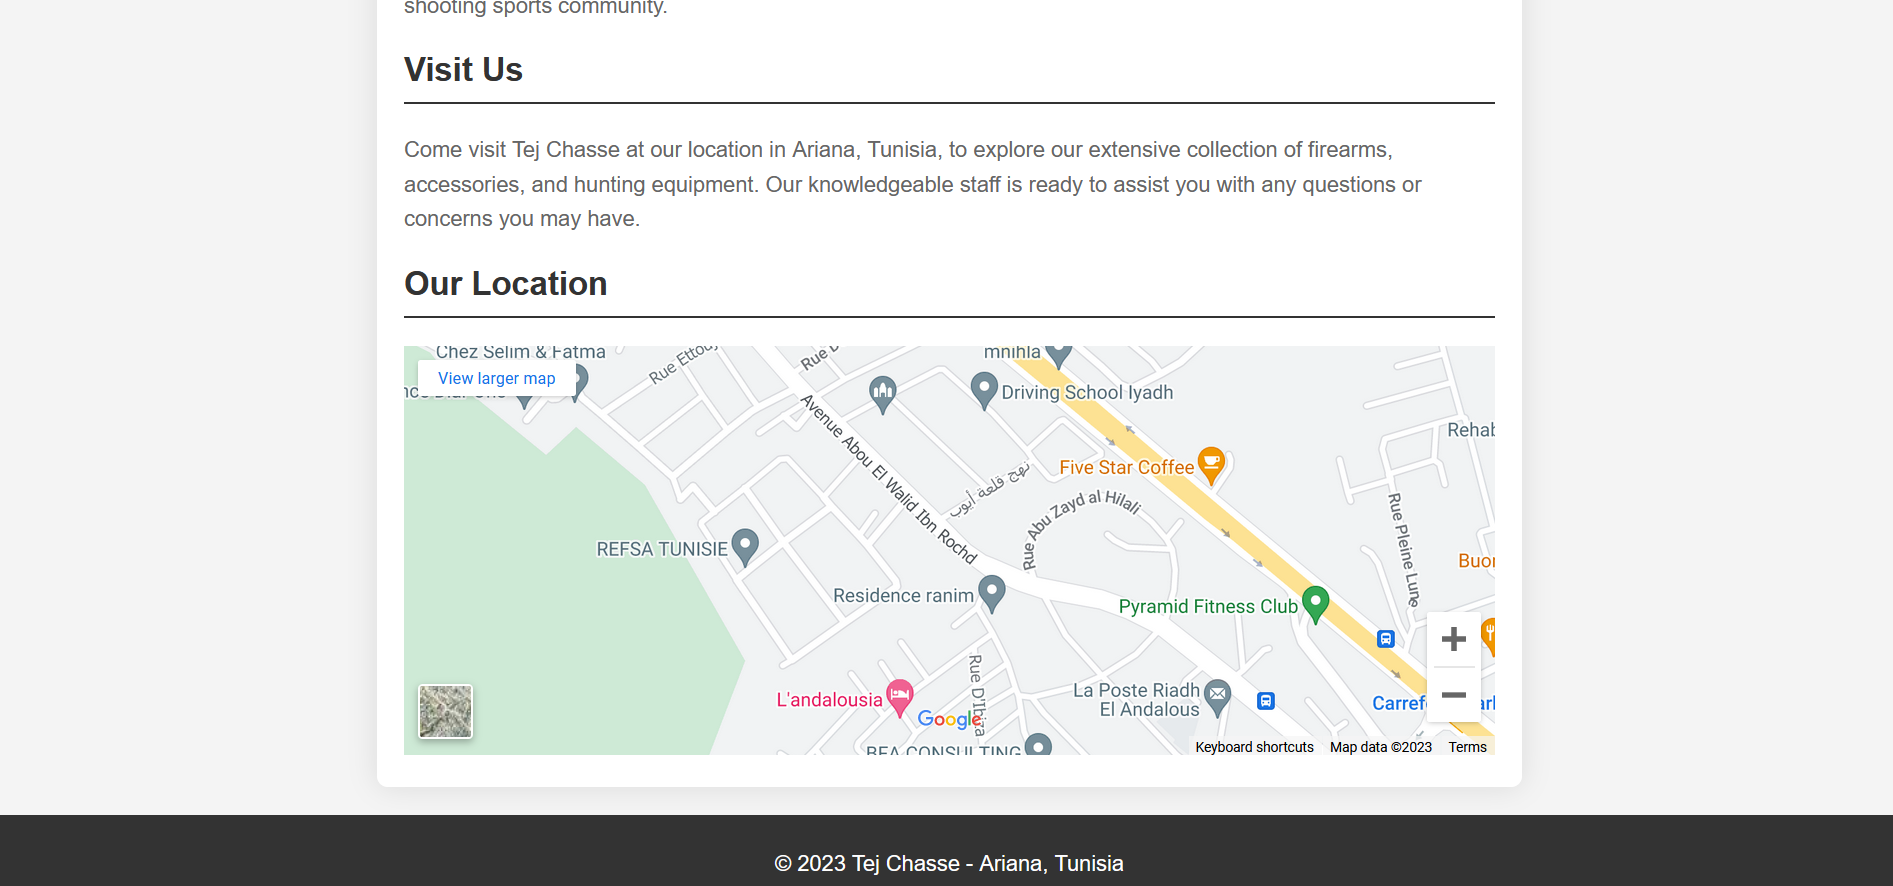 shooting sports community.
Visit Us
Come visit Tej Chasse at our location in Ariana, Tunisia, to explore our extensive collection of firearms,
accessories, and hunting equipment. Our knowledgeable staff is ready to assist you with any questions or
concerns you may have.
Our Location
Chez Selim & Fatma
View larger map
Rue Ettou
Rue D
mnihla
Driving School Iyadh
Avenue Abou El Walid Ibn Rochd
Rehab
Five Star Coffee
نهج قلعة أيوب
Rue Abu Zayd al Hilali
Rue Pleine Lune
REFSA TUNISIE
Buon
Residence ranim
Pyramid Fitness Club
Rue D'Ibiza
L'andalousia
La Poste Riadh
El Andalous
Carref
Google
BFA CONSULTING
Keyboard shortcuts Map data ©2023 Terms
© 2023 Tej Chasse - Ariana, Tunisia